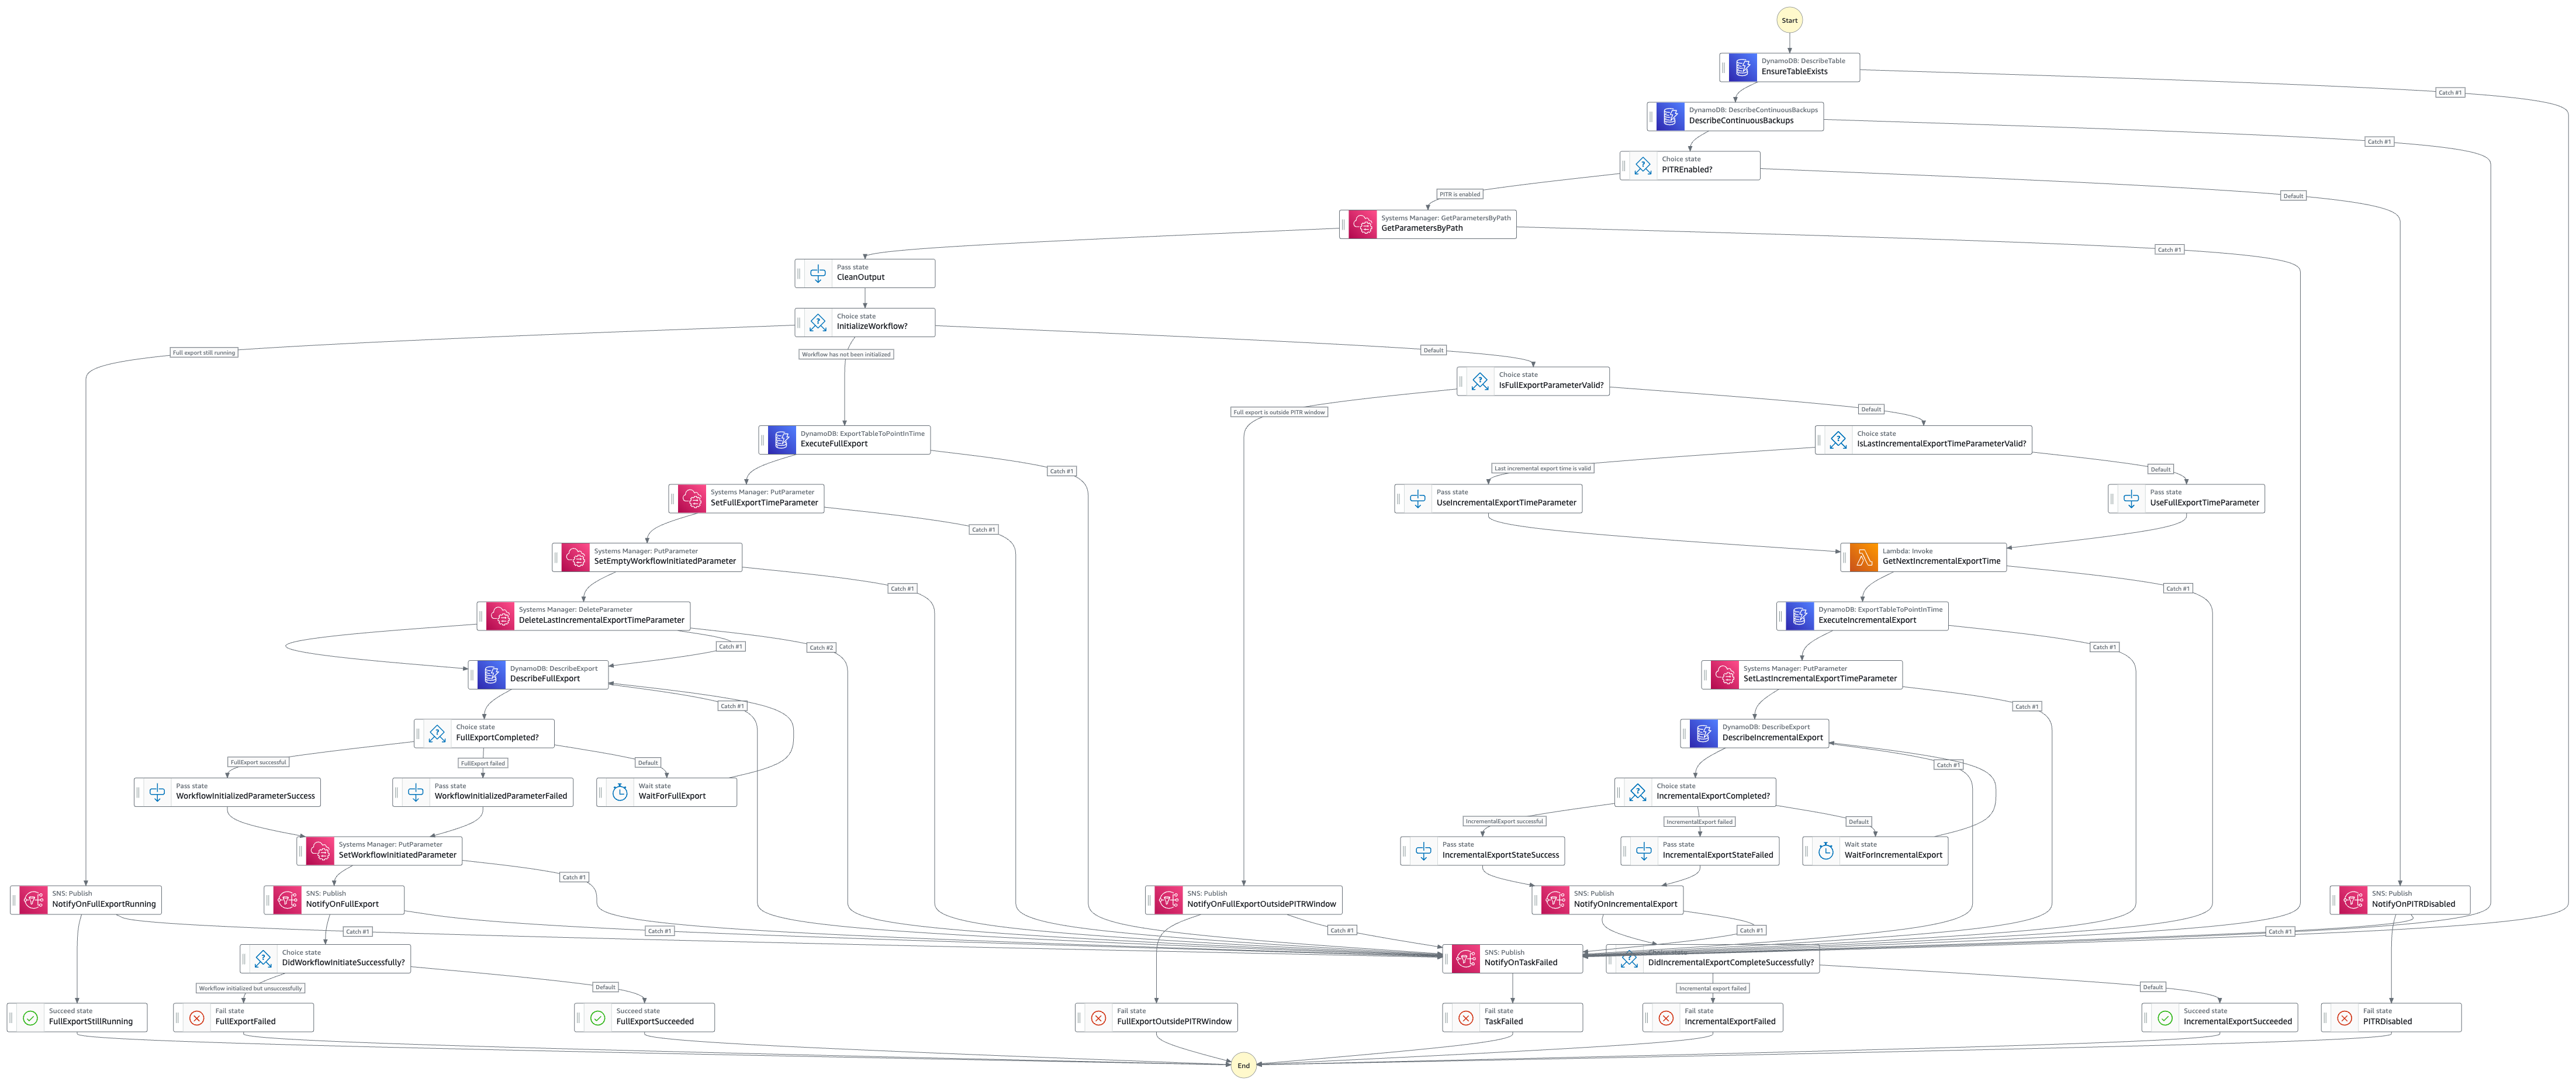 Start
DynamoDB: DescribeTable
EnsureTableExists
Catch #1
DynamoDB: DescribeContinuousBackups
DescribeContinuousBackups
Catch #1
Choice state
PITREnabled?
PITR is enabled
Default
Systems Manager: GetParametersByPath
GetParametersByPath
Catch #1
Pass state
CleanOutput
Choice state
InitializeWorkflow?
Full export still running
Workflow has not been initialized
Default
Choice state
IsFullExportParameterValid?
Full export is outside PITR window
Default
DynamoDB: ExportTableToPointInTime
ExecuteFullExport
Catch #1
Choice state
IsLastIncrementalExportTimeParameterValid?
Last incremental export time is valid
Default
Systems Manager: PutParameter
SetFullExportTimeParameter
Catch #1
Pass state
UseIncrementalExportTimeParameter
Pass state
UseFullExportTimeParameter
Systems Manager: PutParameter
SetEmptyWorkflowInitiatedParameter
Catch #1
Lambda: Invoke
GetNextIncrementalExportTime
Catch #1
Systems Manager: DeleteParameter
DeleteLastIncrementalExportTimeParameter
Catch #1
Catch #2
DynamoDB: ExportTableToPointInTime
ExecuteIncrementalExport
Catch #1
DynamoDB: DescribeExport
DescribeFullExport
Catch #1
Systems Manager: PutParameter
SetLastIncrementalExportTimeParameter
Catch #1
Choice state
FullExportCompleted?
FullExport successful
FullExport failed
Default
DynamoDB: DescribeExport
DescribeIncrementalExport
Catch #1
Pass state
WorkflowInitializedParameterSuccess
Pass state
WorkflowInitializedParameterFailed
Wait state
WaitForFullExport
Choice state
IncrementalExportCompleted?
IncrementalExport successful
IncrementalExport failed
Default
Systems Manager: PutParameter
SetWorkflowInitiatedParameter
Catch #1
Pass state
IncrementalExportStateSuccess
Pass state
IncrementalExportStateFailed
Wait state
WaitForIncrementalExport
SNS: Publish
NotifyOnFullExportRunning
Catch #1
SNS: Publish
NotifyOnFullExport
Catch #1
SNS: Publish
NotifyOnFullExportOutsidePITRWindow
Catch #1
SNS: Publish
NotifyOnIncrementalExport
Catch #1
SNS: Publish
NotifyOnPITRDisabled
Catch #1
Choice state
DidWorkflowInitiateSuccessfully?
Workflow initialized but unsuccessfully
Default
SNS: Publish
NotifyOnTaskFailed
Choice state
DidIncrementalExportCompleteSuccessfully?
Incremental export failed
Default
Succeed state
FullExportStillRunning
Fail state
FullExportFailed
Succeed state
FullExportSucceeded
Fail state
FullExportOutsidePITRWindow
Fail state
TaskFailed
Fail state
IncrementalExportFailed
Succeed state
IncrementalExportSucceeded
Fail state
PITRDisabled
End